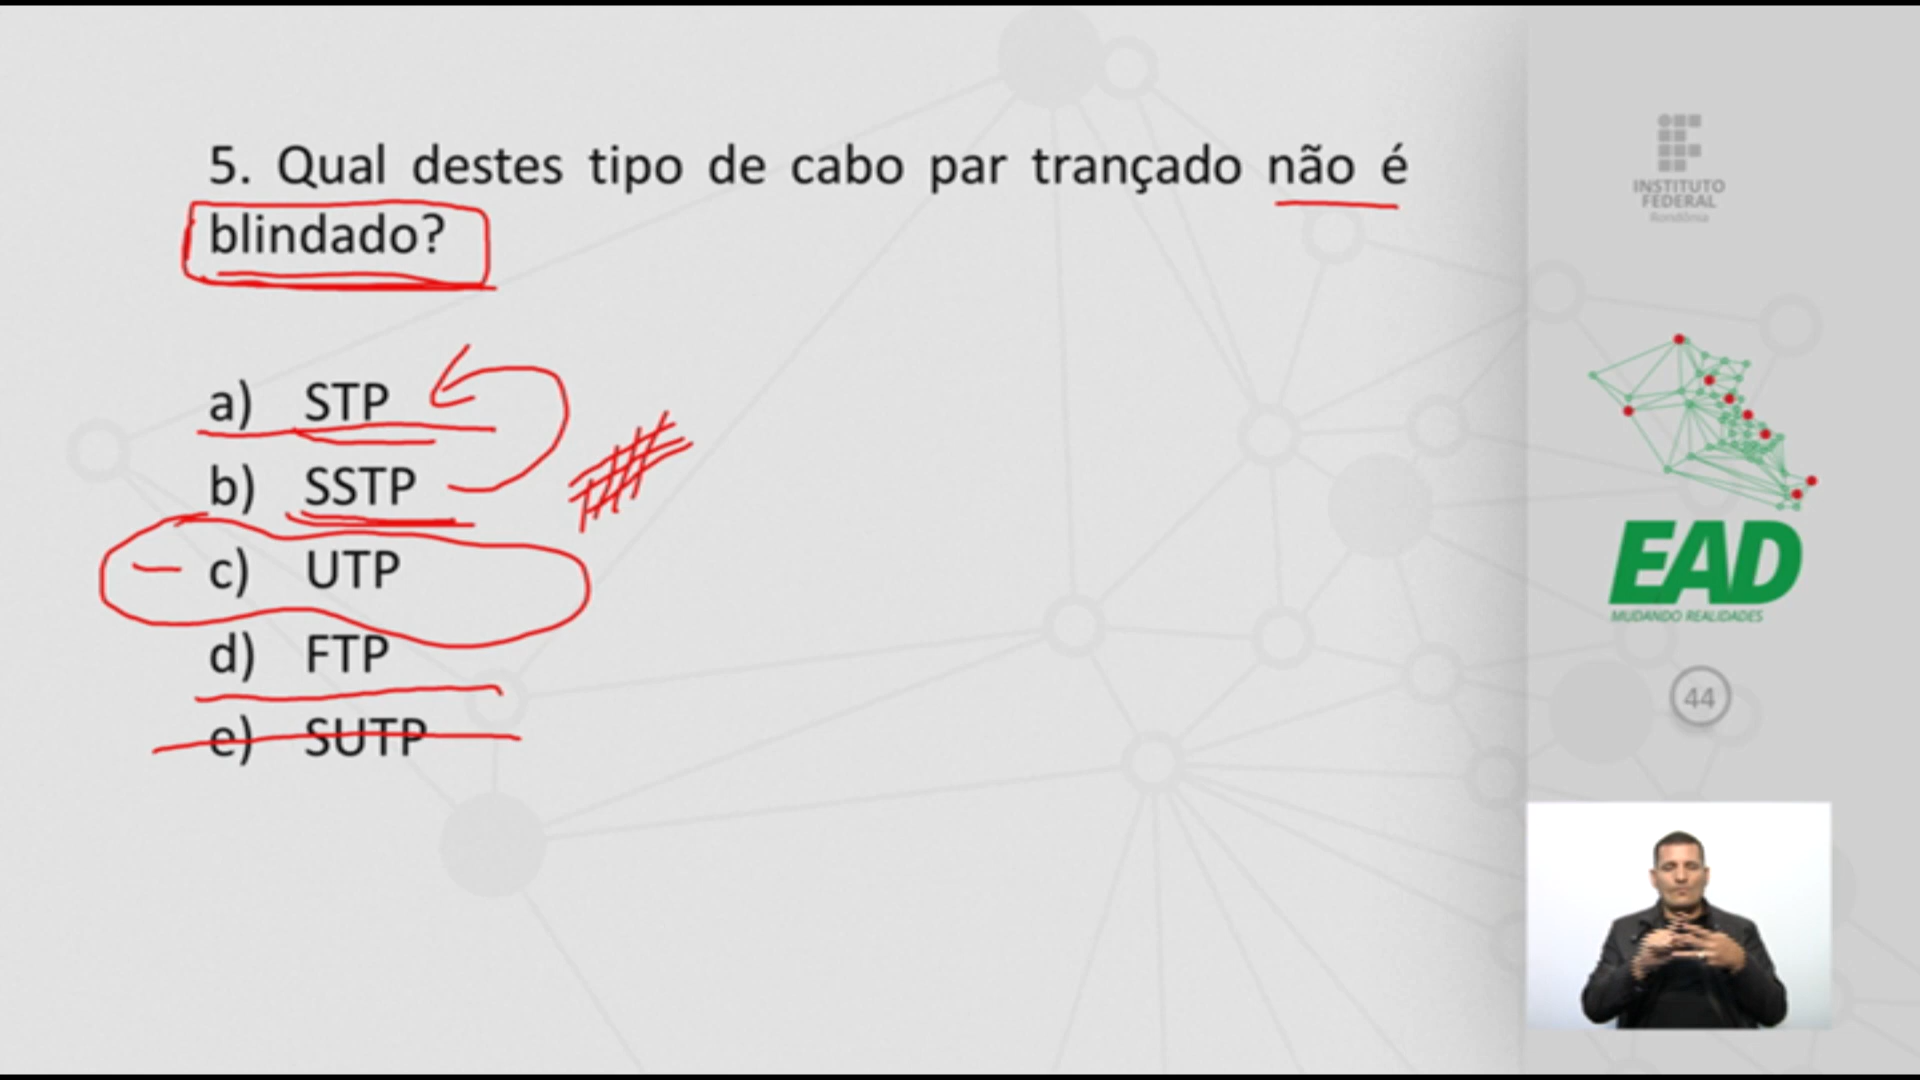 5. Qual destes tipo de cabo par trançado não é
blindado?
a) STP
b) SSTP
c) UTP
d) FTP
e) SUTP
INSTITUTO
FEDERAL
Rondônia
EAD
MUDANDO REALIDADES
44